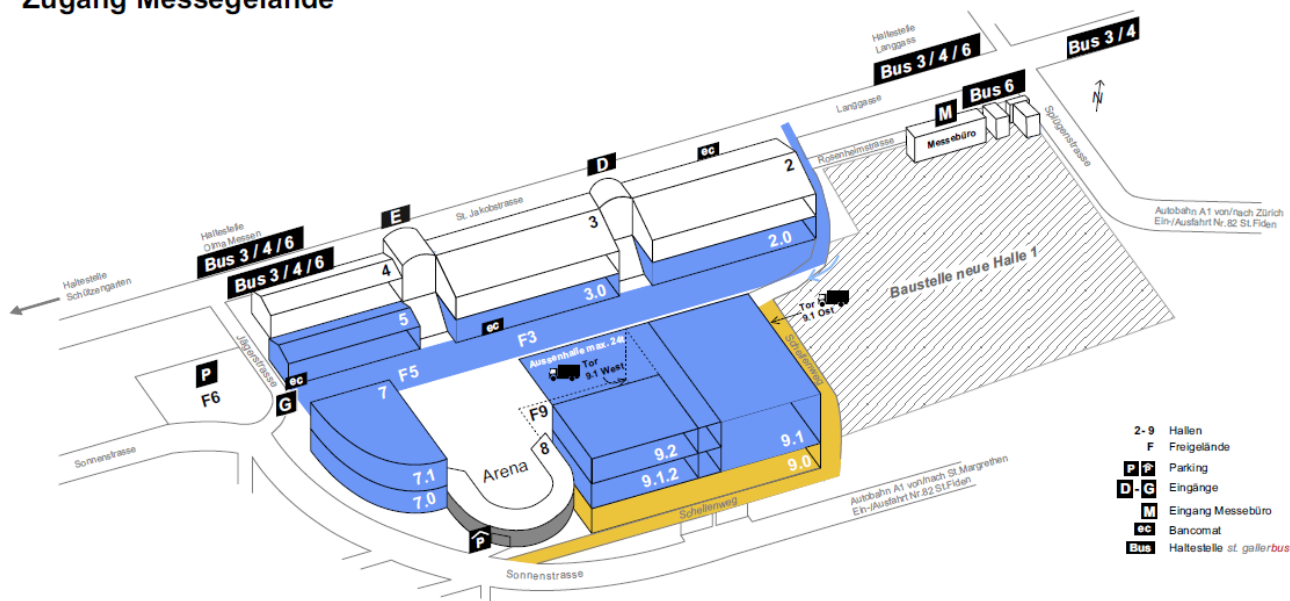 Zugang Messegelände
Haltestelle
Langgass
Bus 3 / 4 / 6
Bus 3 / 4
Langgasse
Bus 6
N
M
Messebüro
Rosenheimstrasse
Splügenstrasse
Autobahn A1 von/nach Zürich
Ein-/Ausfahrt Nr.82 St.Fiden
ec
D
2
St. Jakobstrasse
E
3
2.0
Haltestelle
Olma Messen
Bus 3 / 4 / 6
Bus 3 / 4 / 6
4
3.0
Haltestelle
Schützengarten
Baustelle neue Halle 1
Tor
9.1 Ost
5
ec
F3
Jägerstrasse
Aussenhalle max. 24t
Tor
9.1 West
Schellenweg
P
F6
ec
G
F5
7
F9
8
Arena
9.2
9.1
9.1.2
9.0
7.1
7.0
Sonnenstrasse
Schellenweg
Autobahn A1 von/nach St.Margrethen
Ein-/Ausfahrt Nr.82 St.Fiden
P
Sonnenstrasse
2-9 Hallen
F Freigelände
P P Parking
D-G Eingänge
M Eingang Messebüro
ec Bancomat
Bus Haltestelle st. gallerbus